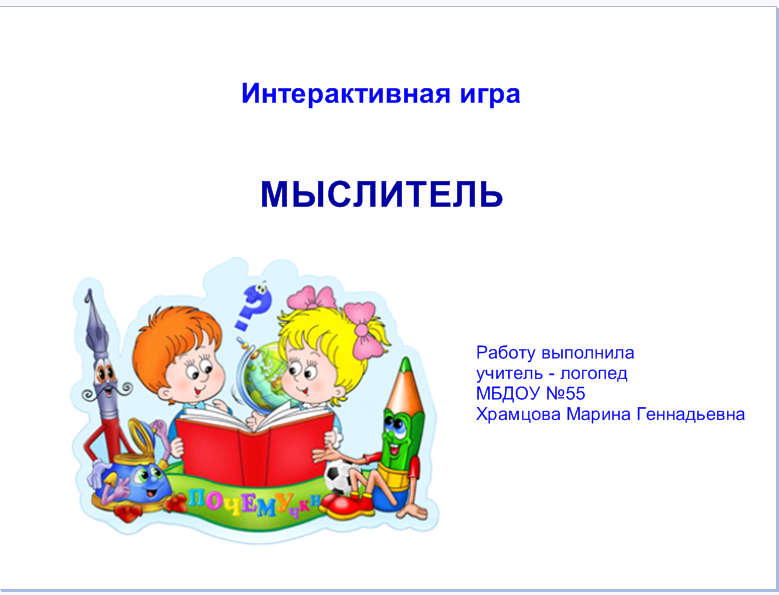 Интерактивная игра
МЫСЛИТЕЛЬ
?
Работу выполнила
учитель - логопед
МБДОУ №55
Храмцова Марина Геннадьевна
ПОЧЕМУчки